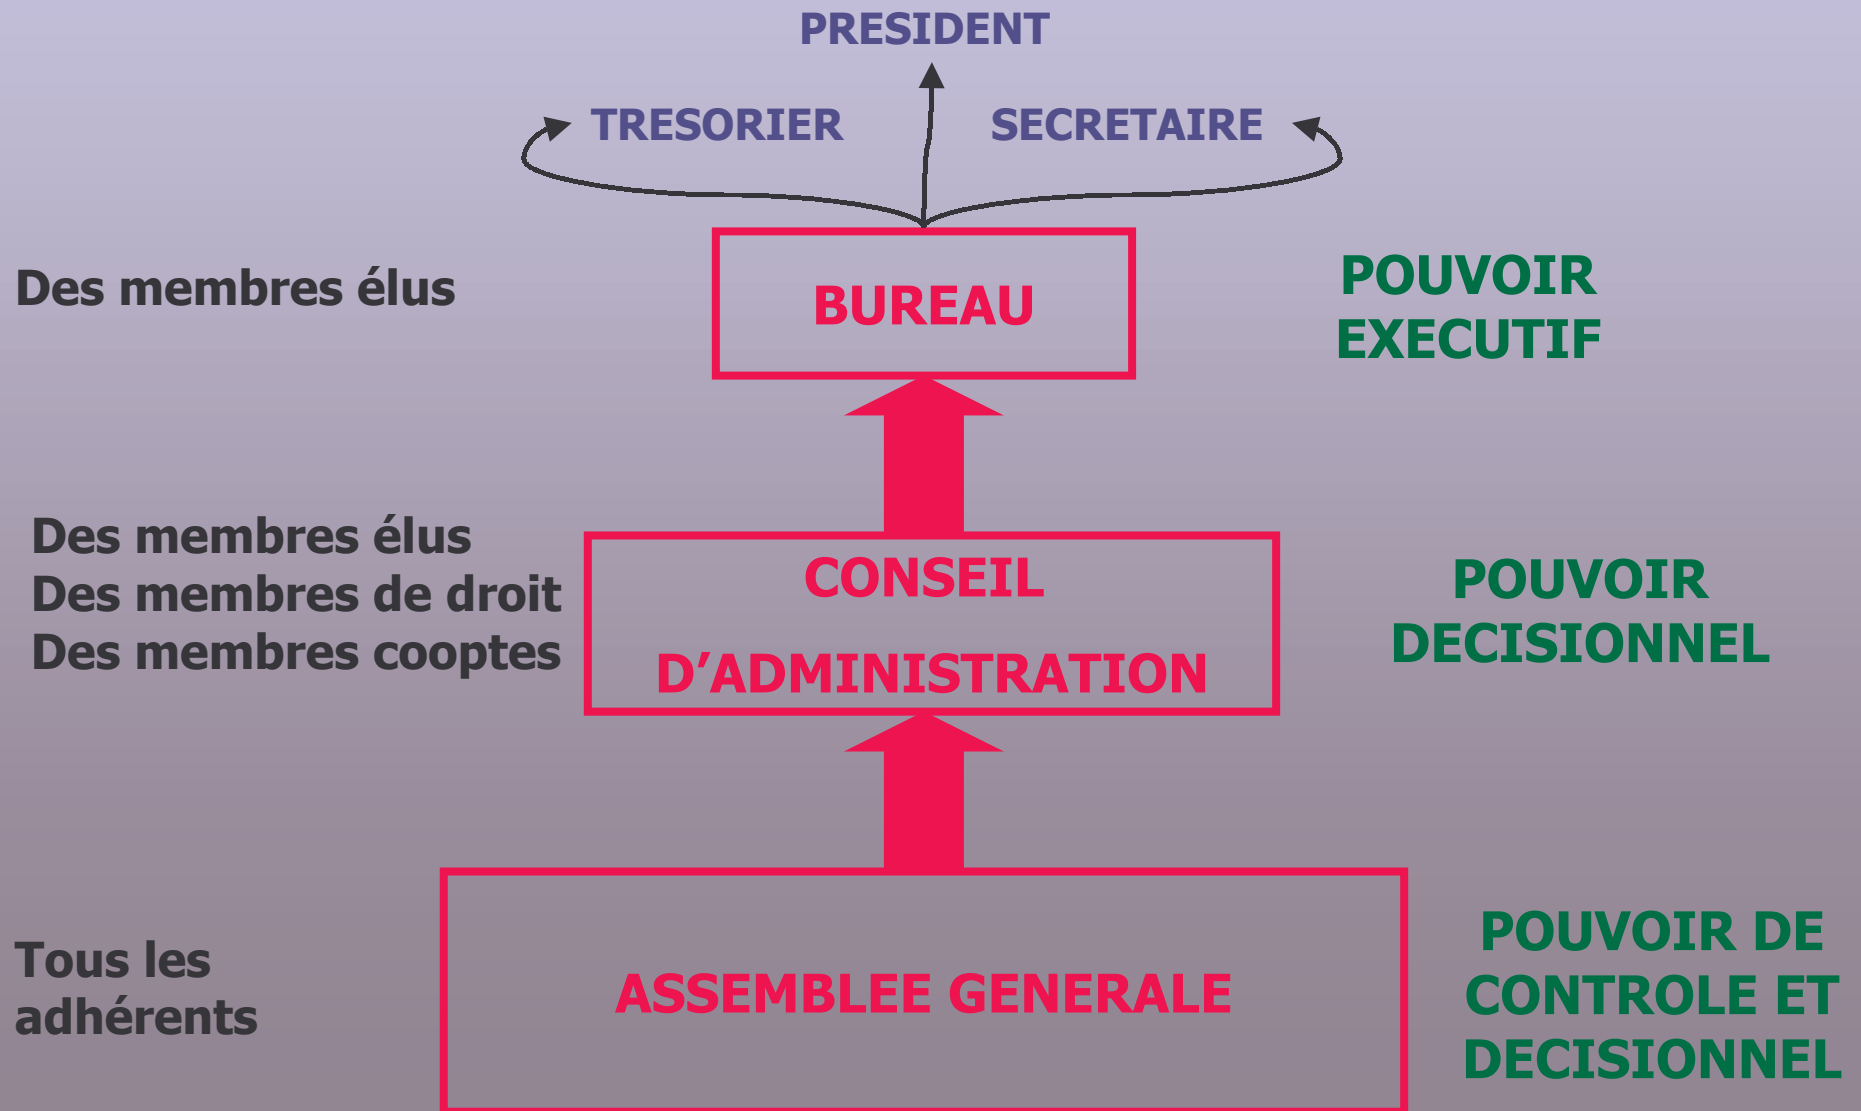 PRESIDENT
TRESORIER
SECRETAIRE
Des membres élus
BUREAU
POUVOIR
EXECUTIF
Des membres élus
Des membres de droit
Des membres cooptes
CONSEIL
D’ADMINISTRATION
POUVOIR
DECISIONNEL
Tous les
adhérents
ASSEMBLEE GENERALE
POUVOIR DE
CONTROLE ET
DECISIONNEL